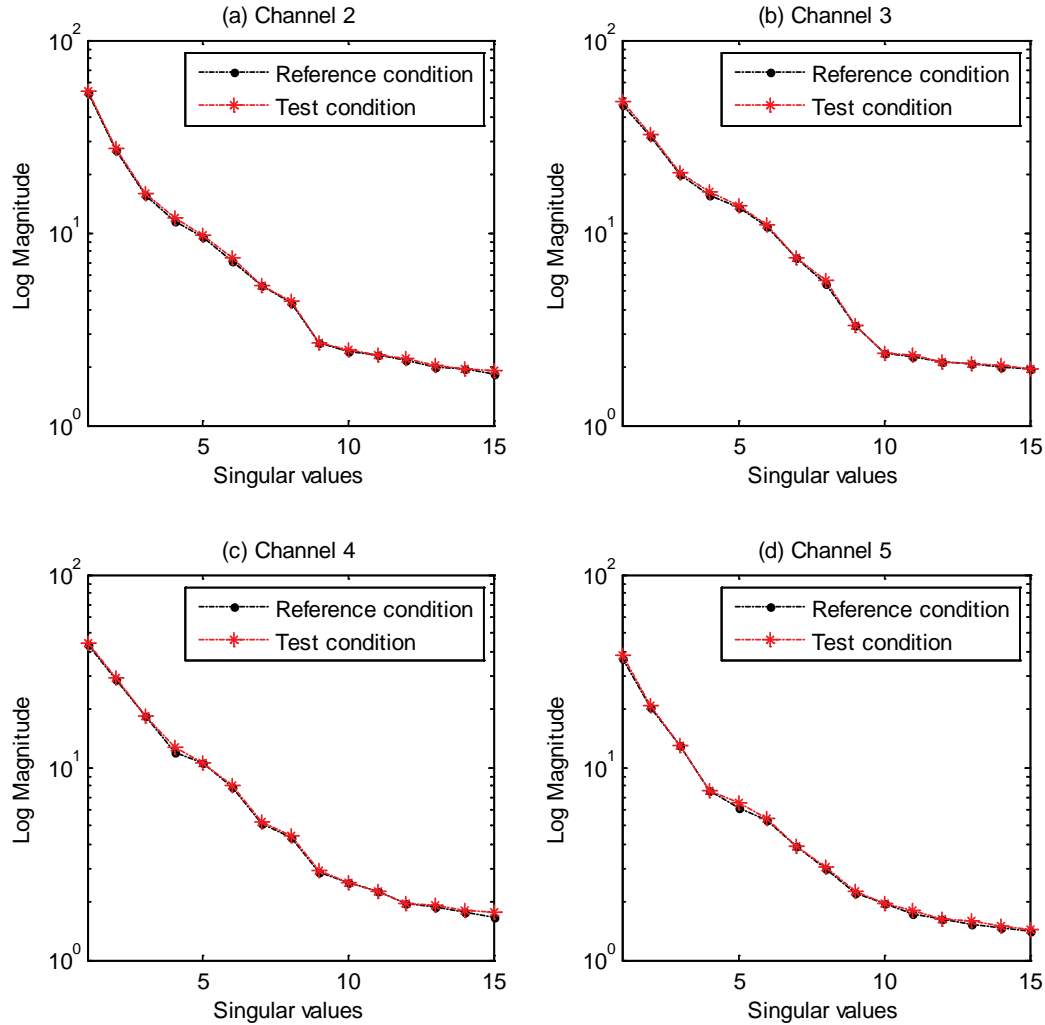 (a) Channel 2
10^2
10^1
10^0
Log Magnitude
Reference condition
Test condition
5
10
15
Singular values
(b) Channel 3
10^2
10^1
10^0
Log Magnitude
Reference condition
Test condition
5
10
15
Singular values
(c) Channel 4
10^2
10^1
10^0
Log Magnitude
Reference condition
Test condition
5
10
15
Singular values
(d) Channel 5
10^2
10^1
10^0
Log Magnitude
Reference condition
Test condition
5
10
15
Singular values